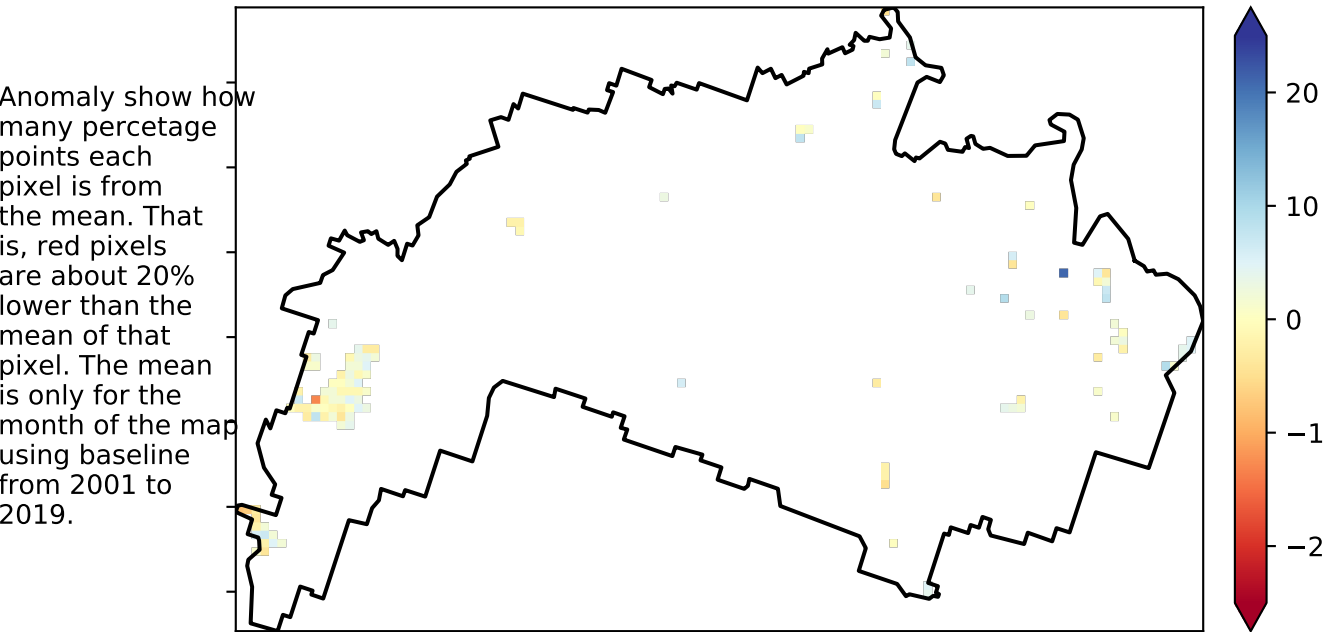 Anomaly show how
many percetage
points each
pixel is from
the mean. That
is, red pixels
are about 20%
lower than the
mean of that
pixel. The mean
is only for the
month of the map
using baseline
from 2001 to
2019.
20
10
0
−1
−2